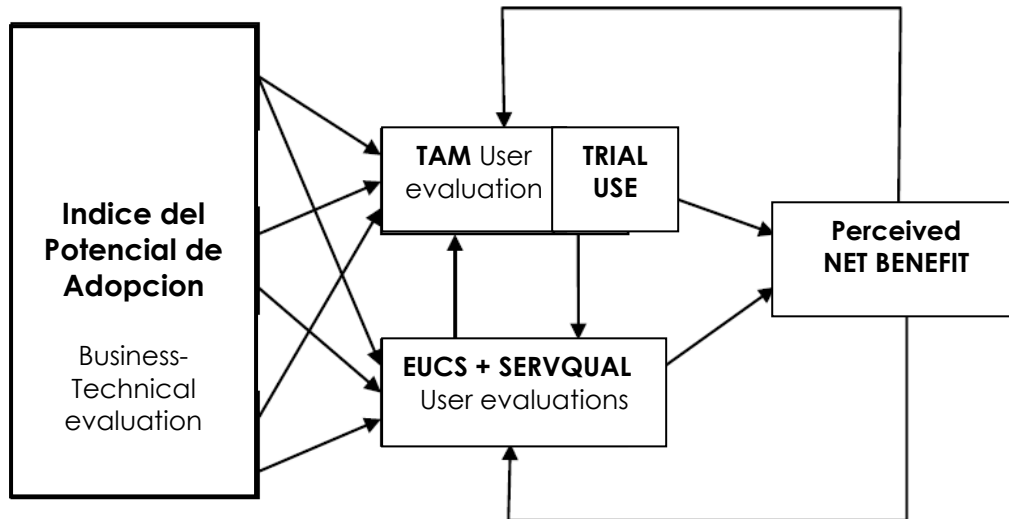 Indice del
Potencial de
Adopcion
Business-
Technical
evaluation
TAM User
evaluation
TRIAL
USE
EUCS + SERVQUAL
User evaluations
Perceived
NET BENEFIT